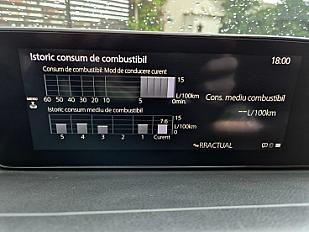 Istoric consum de combustibil 18:00
Consum de combustibil: Mod de conducere curent
15
L/100km
60 50 40 30 20 10 5 0min.
MENIU
Cons. mediu combustibil
--L/100km
Istoric mediu consum de combustibil
15
7.6
0
L/100km
5 4 3 2 1 Curent
RRACTUAL